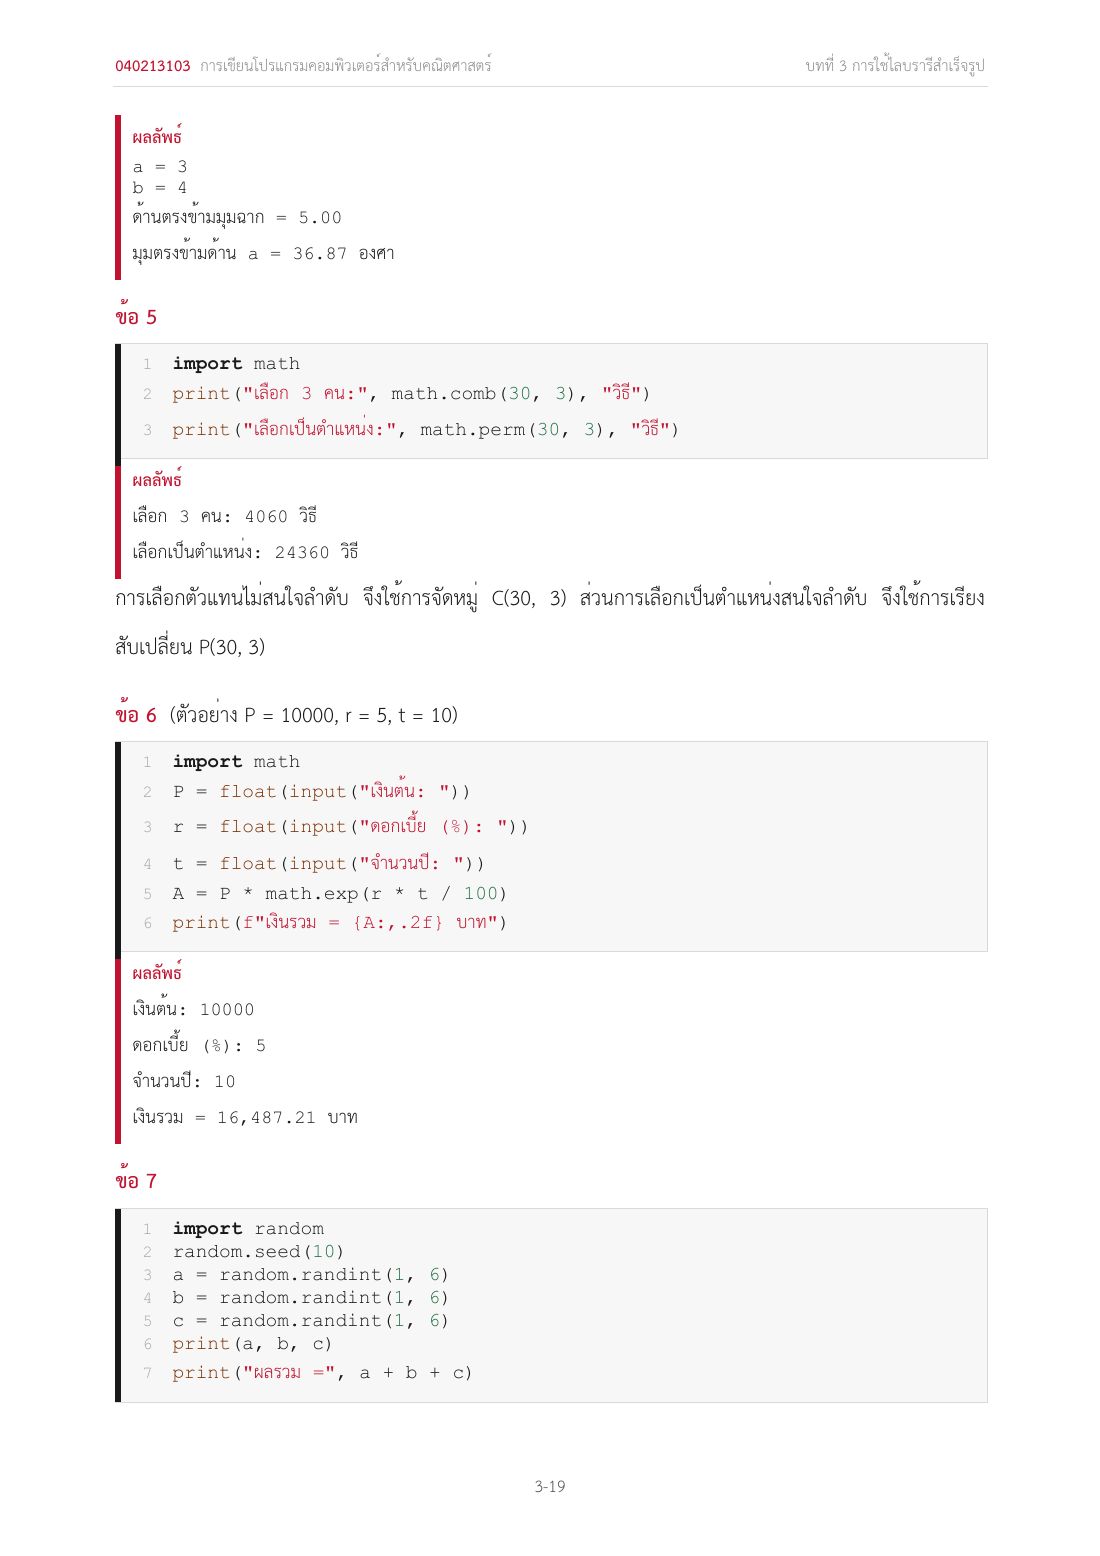 040213103 การเขียนโปรแกรมคอมพิวเตอร์สำหรับคณิตศาสตร์ บทที่ 3 การใช้ไลบรารีสำเร็จรูป
ผลลัพธ์
a = 3
b = 4
ด้านตรงข้ามมุมฉาก = 5.00
มุมตรงข้ามด้าน a = 36.87 องศา
ข้อ 5
1 import math
2 print("เลือก 3 คน:", math.comb(30, 3), "วิธี")
3 print("เลือกเป็นตำแหน่ง:", math.perm(30, 3), "วิธี")
ผลลัพธ์
เลือก 3 คน: 4060 วิธี
เลือกเป็นตำแหน่ง: 24360 วิธี
การเลือกตัวแทนไม่สนใจลำดับ จึงใช้การจัดหมู่ C(30, 3) ส่วนการเลือกเป็นตำแหน่งสนใจลำดับ จึงใช้การเรียง
สับเปลี่ยน P(30, 3)
ข้อ 6 (ตัวอย่าง P = 10000, r = 5, t = 10)
1 import math
2 P = float(input("เงินต้น: "))
3 r = float(input("ดอกเบี้ย (%): "))
4 t = float(input("จำนวนปี: "))
5 A = P * math.exp(r * t / 100)
6 print(f"เงินรวม = {A:,.2f} บาท")
ผลลัพธ์
เงินต้น: 10000
ดอกเบี้ย (%): 5
จำนวนปี: 10
เงินรวม = 16,487.21 บาท
ข้อ 7
1 import random
2 random.seed(10)
3 a = random.randint(1, 6)
4 b = random.randint(1, 6)
5 c = random.randint(1, 6)
6 print(a, b, c)
7 print("ผลรวม =", a + b + c)
3-19